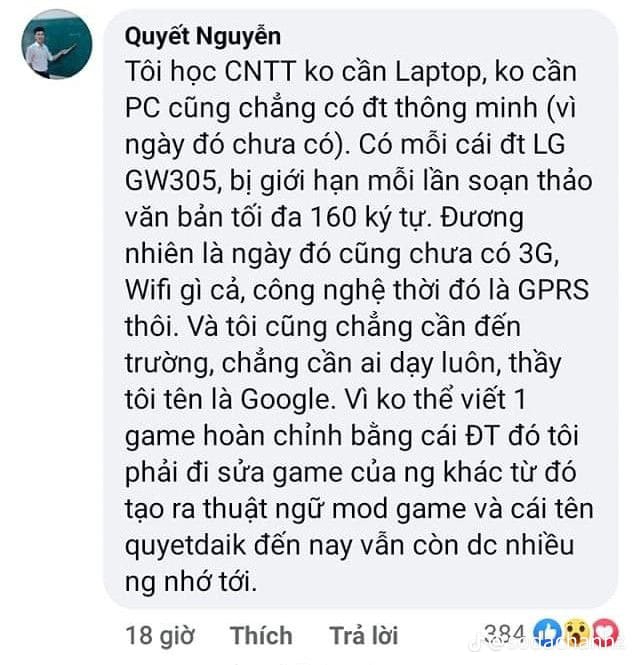 Quyết Nguyễn
Tôi học CNTT ko cần Laptop, ko cần
PC cũng chẳng có đt thông minh (vì
ngày đó chưa có). Có mỗi cái đt LG
GW305, bị giới hạn mỗi lần soạn thảo
văn bản tối đa 160 ký tự. Đương
nhiên là ngày đó cũng chưa có 3G,
Wifi gì cả, công nghệ thời đó là GPRS
thôi. Và tôi cũng chẳng cần đến
trường, chẳng cần ai dạy luôn, thầy
tôi tên là Google. Vì ko thể viết 1
game hoàn chỉnh bằng cái ĐT đó tôi
phải đi sửa game của ng khác từ đó
tạo ra thuật ngữ mod game và cái tên
quyetdaik đến nay vẫn còn dc nhiều
ng nhớ tới.
18 giờ Thích Trả lời 384